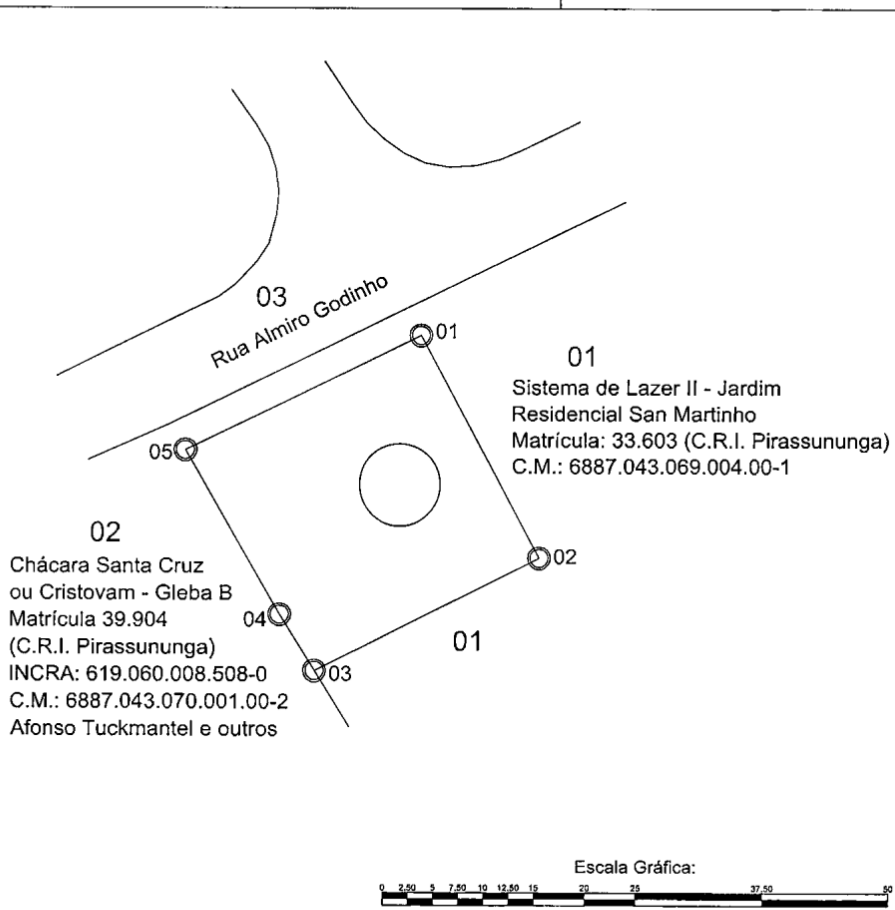 03
Rua Almiro Godinho
01
01
Sistema de Lazer II - Jardim
Residencial San Martinho
Matrícula: 33.603 (C.R.I. Pirassununga)
C.M.: 6887.043.069.004.00-1
05
02
Chácara Santa Cruz
ou Cristovam - Gleba B
Matrícula 39.904
(C.R.I. Pirassununga)
INCRA: 619.060.008.508-0
C.M.: 6887.043.070.001.00-2
Afonso Tuckmantel e outros
02
04
01
03
Escala Gráfica:
0 2,50 5 7,50 10 12,50 15 20 25 37,50 50